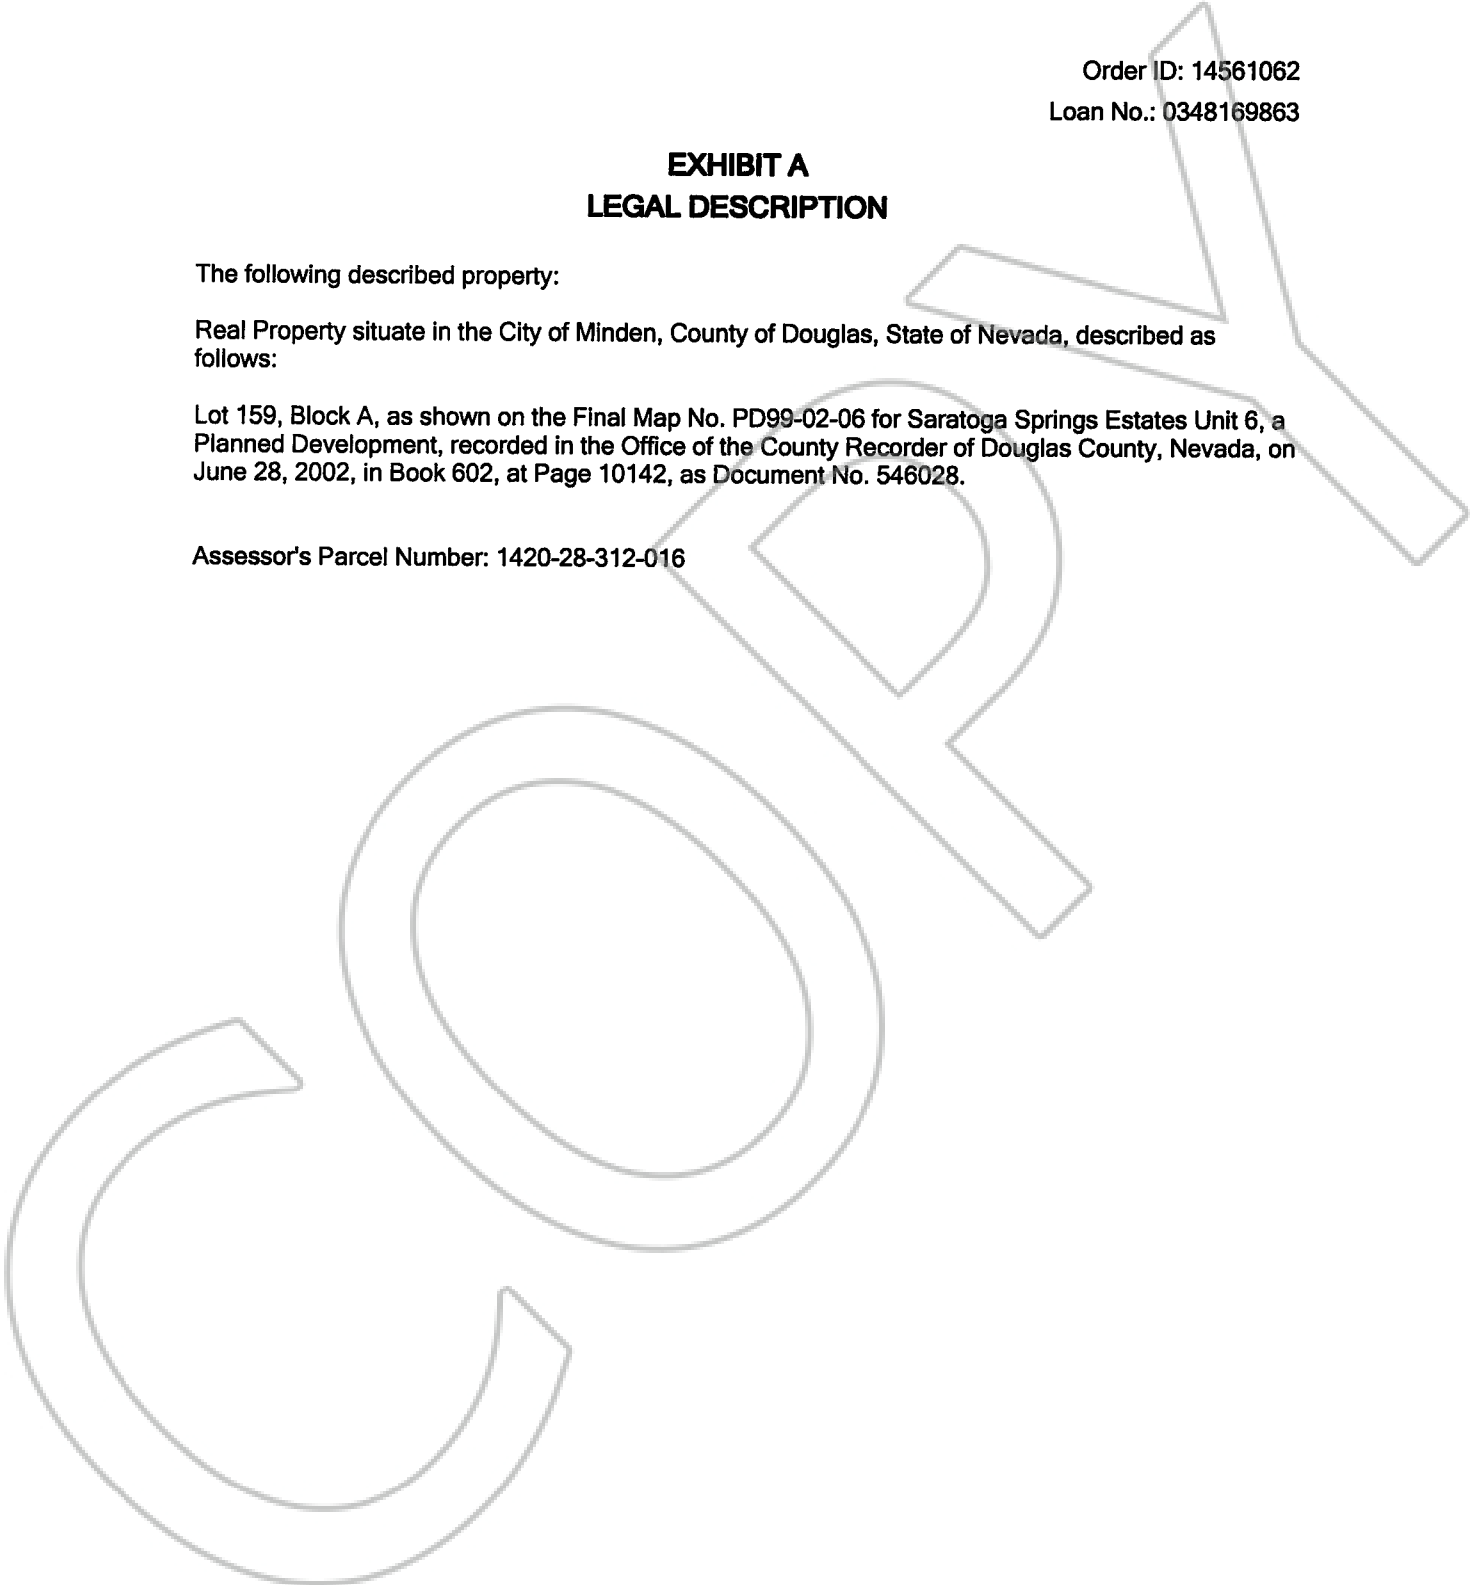 Order ID: 14561062
Loan No.: 0348169863
EXHIBIT A
LEGAL DESCRIPTION
The following described property:
Real Property situate in the City of Minden, County of Douglas, State of Nevada, described as
follows:
Lot 159, Block A, as shown on the Final Map No. PD99-02-06 for Saratoga Springs Estates Unit 6, a
Planned Development, recorded in the Office of the County Recorder of Douglas County, Nevada, on
June 28, 2002, in Book 602, at Page 10142, as Document No. 546028.
Assessor's Parcel Number: 1420-28-312-016
COPY